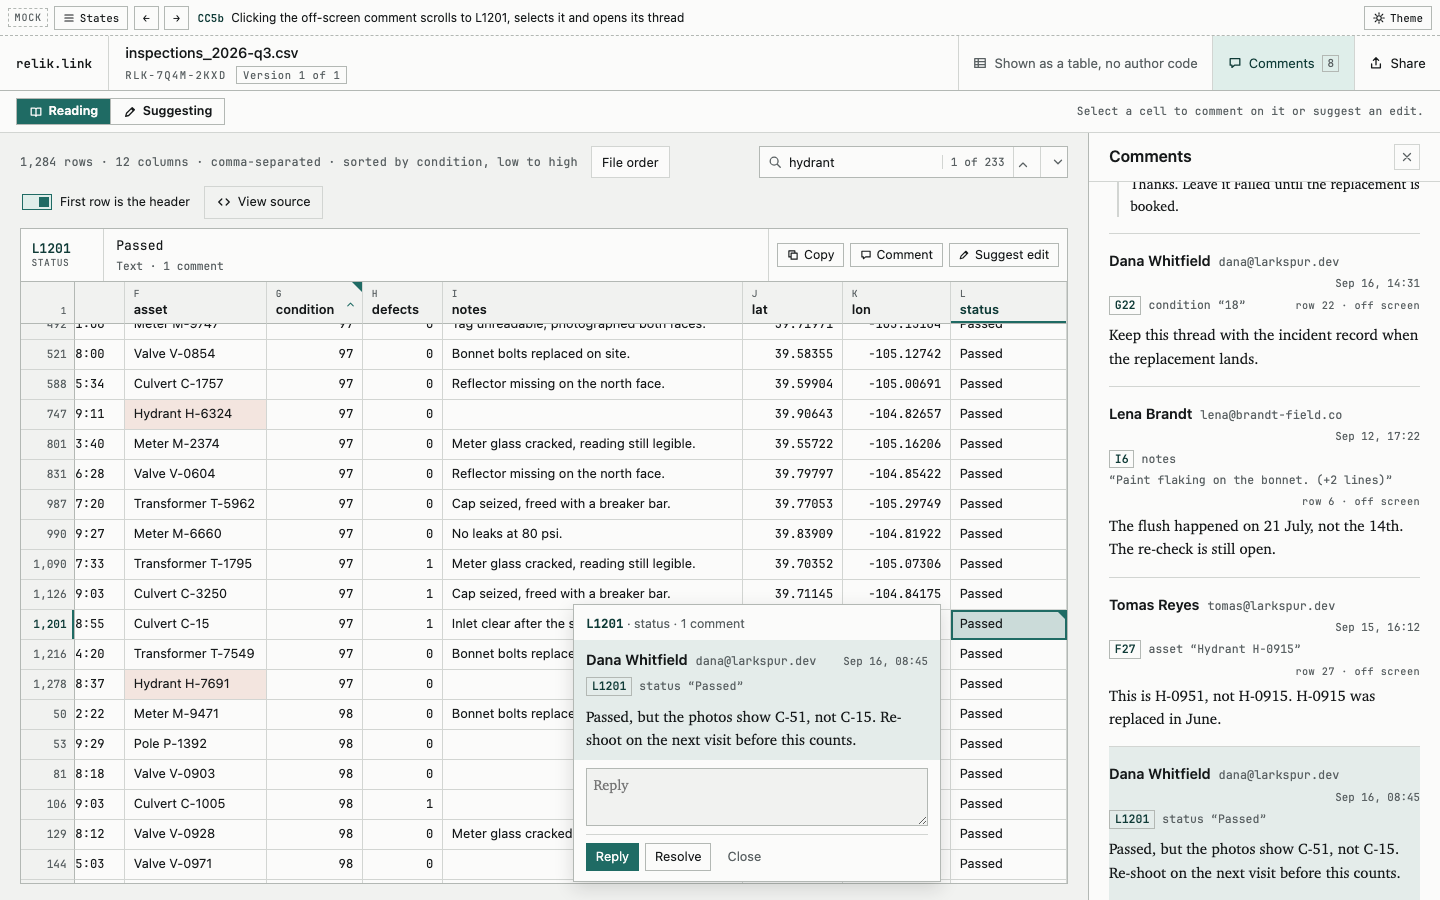 MOCK States ← → CC5b Clicking the off-screen comment scrolls to L1201, selects it and opens its thread Theme
relik.link inspections_2026-q3.csv
RLK-7Q4M-2KXD Version 1 of 1
Shown as a table, no author code Comments 8 Share
Reading Suggesting Select a cell to comment on it or suggest an edit.
1,284 rows · 12 columns · comma-separated · sorted by condition, low to high File order
hydrant 1 of 233
First row is the header <> View source
L1201 Passed
STATUS Text · 1 comment
Copy Comment Suggest edit
F G H I J K L
1 asset condition defects notes lat lon status
492 1:06 Meter M-9747 97 0 Tag unreadable, photographed both faces. 39.71971 -105.15164 Passed
521 8:00 Valve V-0854 97 0 Bonnet bolts replaced on site. 39.58355 -105.12742 Passed
588 5:34 Culvert C-1757 97 0 Reflector missing on the north face. 39.59904 -105.00691 Passed
747 9:11 Hydrant H-6324 97 0 39.90643 -104.82657 Passed
801 3:40 Meter M-2374 97 0 Meter glass cracked, reading still legible. 39.55722 -105.16206 Passed
831 6:28 Valve V-0604 97 0 Reflector missing on the north face. 39.79797 -104.85422 Passed
987 7:20 Transformer T-5962 97 0 Cap seized, freed with a breaker bar. 39.77053 -105.29749 Passed
990 9:27 Meter M-6660 97 0 No leaks at 80 psi. 39.83909 -104.81922 Passed
1,090 7:33 Transformer T-1795 97 1 Meter glass cracked, reading still legible. 39.70352 -105.07306 Passed
1,126 9:03 Culvert C-3250 97 1 Cap seized, freed with a breaker bar. 39.71145 -104.84175 Passed
1,201 8:55 Culvert C-15 97 1 Inlet clear after the s Passed
1,216 4:20 Transformer T-7549 97 0 Bonnet bolts replace Passed
1,278 8:37 Hydrant H-7691 97 0 Passed
50 2:22 Meter M-9471 98 0 Bonnet bolts replace Passed
53 9:29 Pole P-1392 98 0 Passed
81 8:18 Valve V-0903 98 0 Passed
106 9:03 Culvert C-1005 98 1 Passed
129 8:12 Valve V-0928 98 0 Meter glass cracked Passed
144 5:03 Valve V-0971 98 0 Passed
L1201 · status · 1 comment
Dana Whitfield dana@larkspur.dev Sep 16, 08:45
L1201 status “Passed”
Passed, but the photos show C-51, not C-15. Re-
shoot on the next visit before this counts.
Reply
Reply Resolve Close
Comments
Thanks. Leave it Failed until the replacement is
booked.
Dana Whitfield dana@larkspur.dev
Sep 16, 14:31
G22 condition “18” row 22 · off screen
Keep this thread with the incident record when
the replacement lands.
Lena Brandt lena@brandt-field.co
Sep 12, 17:22
I6 notes
“Paint flaking on the bonnet. (+2 lines)”
row 6 · off screen
The flush happened on 21 July, not the 14th.
The re-check is still open.
Tomas Reyes tomas@larkspur.dev
Sep 15, 16:12
F27 asset “Hydrant H-0915”
row 27 · off screen
This is H-0951, not H-0915. H-0915 was
replaced in June.
Dana Whitfield dana@larkspur.dev
Sep 16, 08:45
L1201 status “Passed”
Passed, but the photos show C-51, not C-15.
Re-shoot on the next visit before this counts.